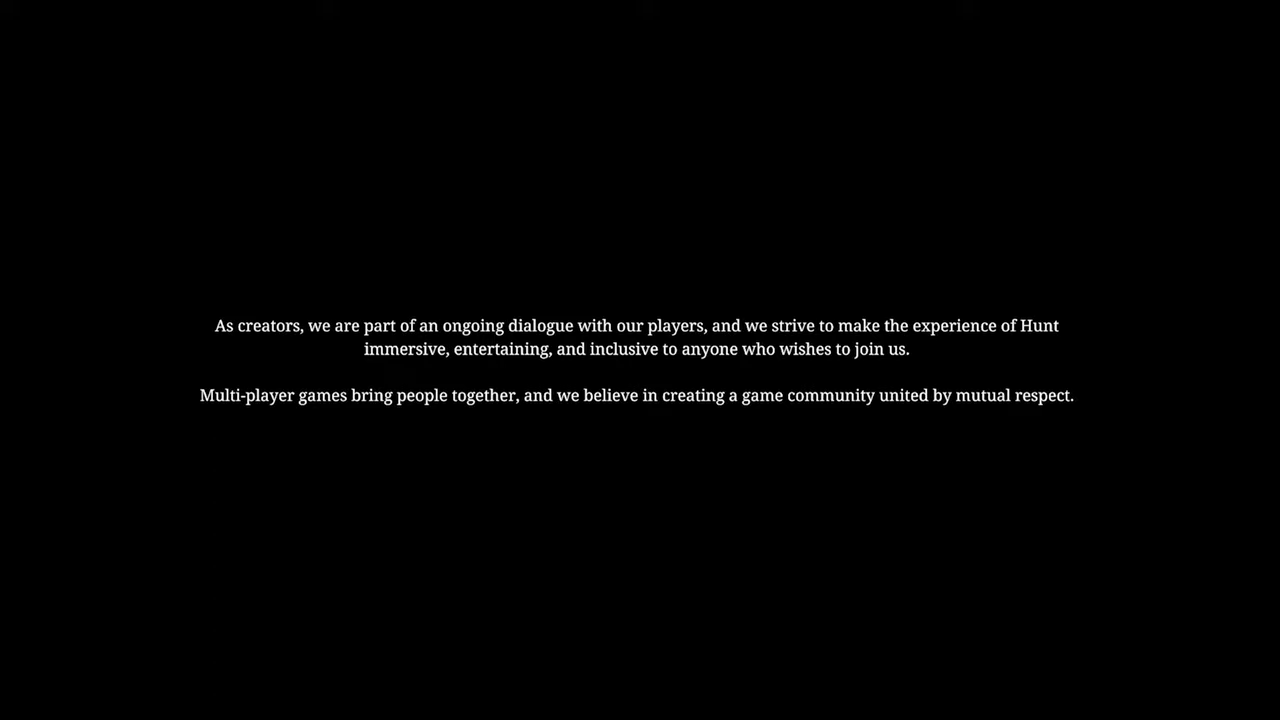 As creators, we are part of an ongoing dialogue with our players, and we strive to make the experience of Hunt
immersive, entertaining, and inclusive to anyone who wishes to join us.
Multi-player games bring people together, and we believe in creating a game community united by mutual respect.